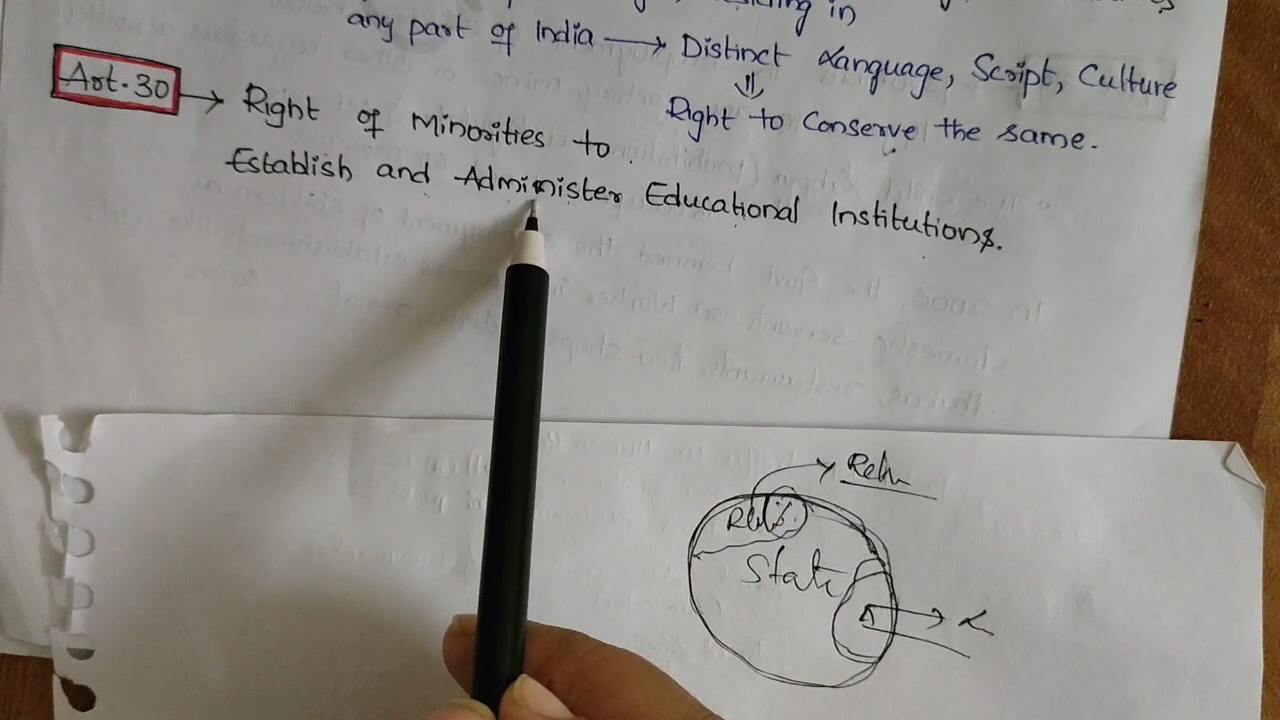 in
any part of India → Distinct Language, Script, Culture
⇓
Right to Conserve the same.
Art. 30 → Right of Minorities to
Establish and Administer Educational Institutions.
State